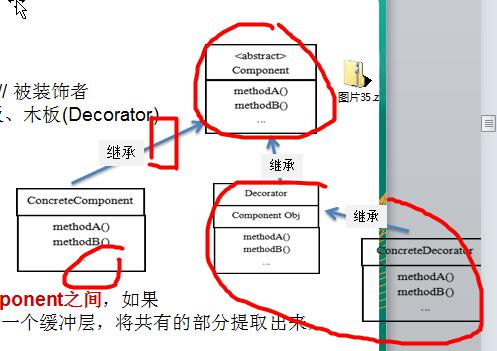 <abstract>
Component
methodA()
methodB()
...
// 被装饰者
、木板(Decorator)
图片35.z
继承
继承
继承
ConcreteComponent
methodA()
methodB()
...
Decorator
Component Obj
methodA()
methodB()
...
ConcreteDecorator
methodA()
methodB()
...
ponent之间，如果
一个缓冲层，将共有的部分提取出来，